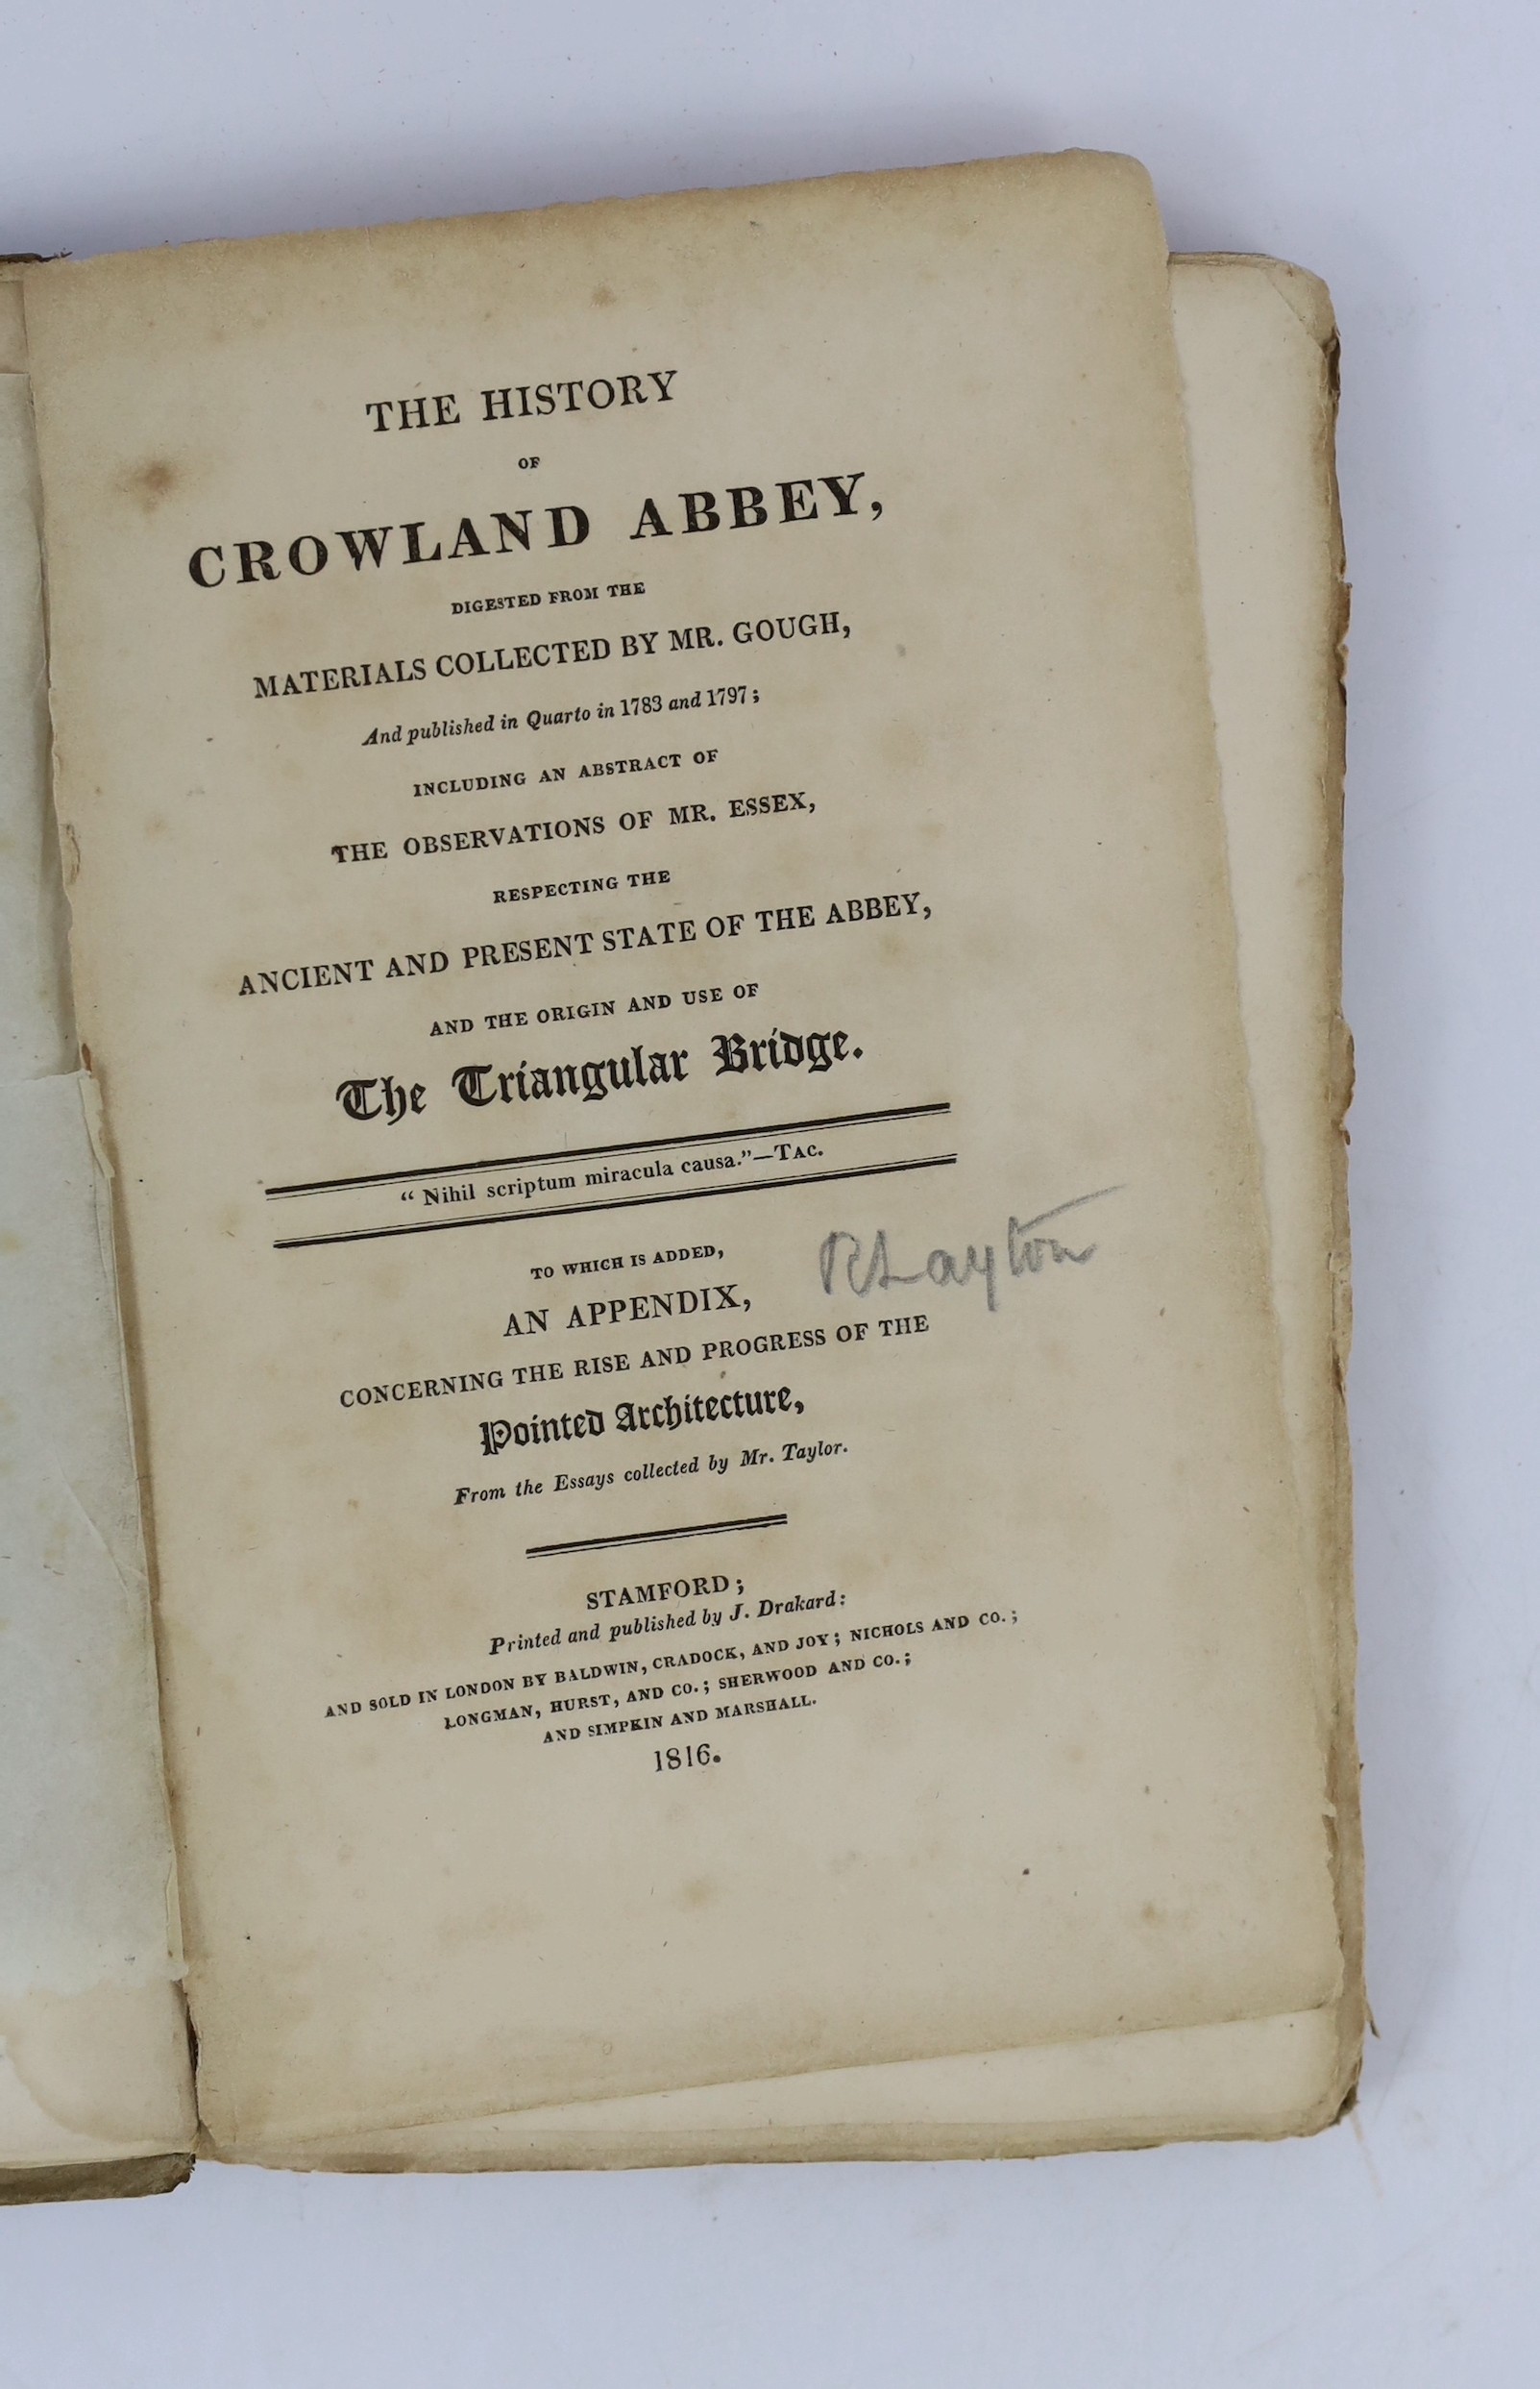 THE HISTORY
OF
CROWLAND ABBEY,
DIGESTED FROM THE
MATERIALS COLLECTED BY MR. GOUGH,
And published in Quarto in 1783 and 1797;
INCLUDING AN ABSTRACT OF
THE OBSERVATIONS OF MR. ESSEX,
RESPECTING THE
ANCIENT AND PRESENT STATE OF THE ABBEY,
AND THE ORIGIN AND USE OF
The Triangular Bridge.
“ Nihil scriptum miracula causa.”—TAC.
TO WHICH IS ADDED,
R Layton
AN APPENDIX,
CONCERNING THE RISE AND PROGRESS OF THE
Pointed Architecture,
From the Essays collected by Mr. Taylor.
STAMFORD;
Printed and published by J. Drakard:
AND SOLD IN LONDON BY BALDWIN, CRADOCK, AND JOY; NICHOLS AND CO.;
LONGMAN, HURST, AND CO.; SHERWOOD AND CO.;
AND SIMPKIN AND MARSHALL.
1816.